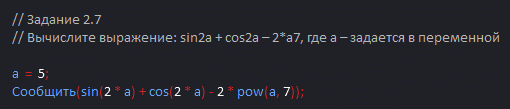 // Задание 2.7
// Вычислите выражение: sin2a + cos2a – 2*a7, где а – задается в переменной
а = 5;
Сообщить(sin(2 * a) + cos(2 * a) - 2 * pow(a, 7));